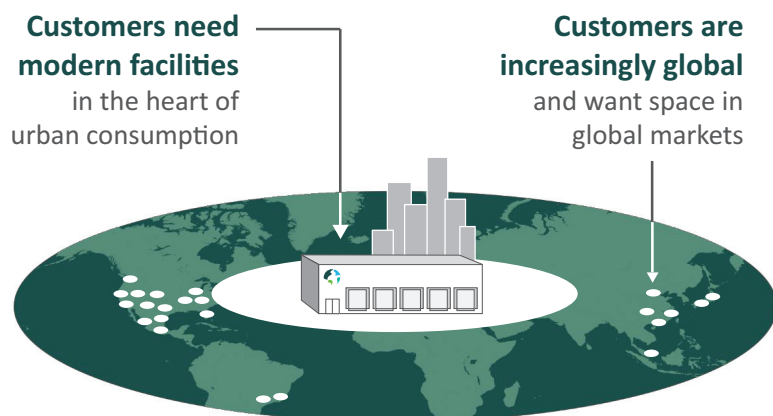 Customers need
modern facilities
in the heart of
urban consumption
Customers are
increasingly global
and want space in
global markets